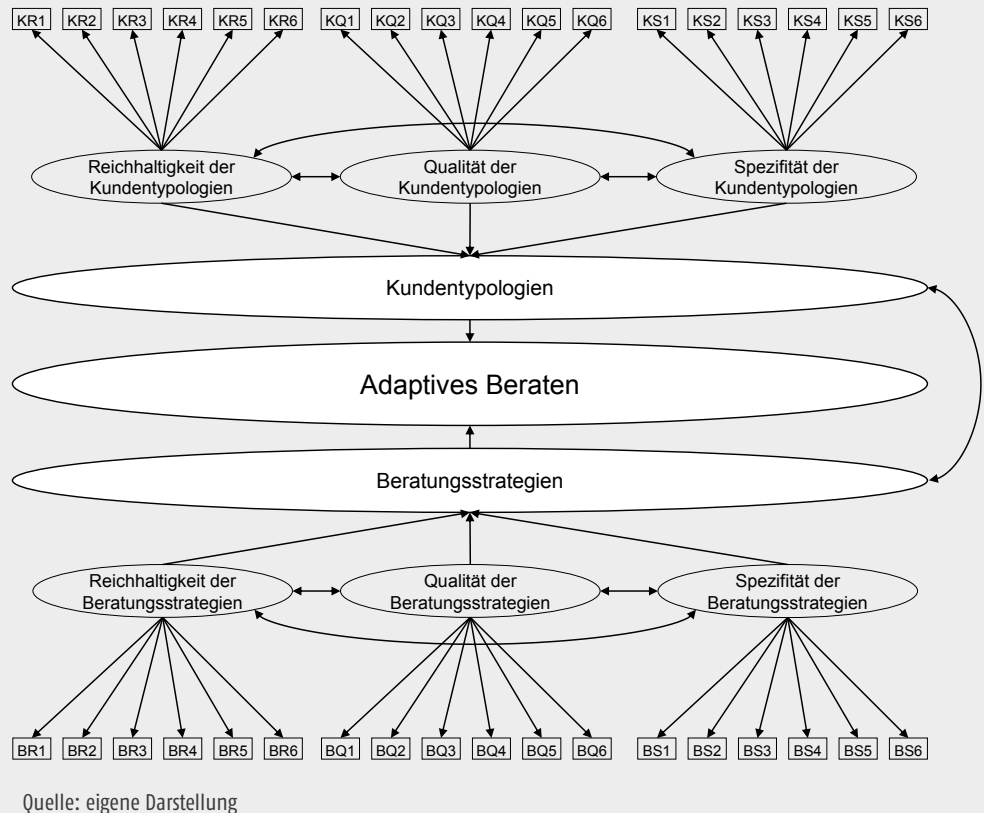 KR1 KR2 KR3 KR4 KR5 KR6 KQ1 KQ2 KQ3 KQ4 KQ5 KQ6 KS1 KS2 KS3 KS4 KS5 KS6
Reichhaltigkeit der
Kundentypologien
Qualität der
Kundentypologien
Spezifität der
Kundentypologien
Kundentypologien
Adaptives Beraten
Beratungsstrategien
Reichhaltigkeit der
Beratungsstrategien
Qualität der
Beratungsstrategien
Spezifität der
Beratungsstrategien
BR1 BR2 BR3 BR4 BR5 BR6 BQ1 BQ2 BQ3 BQ4 BQ5 BQ6 BS1 BS2 BS3 BS4 BS5 BS6
Quelle: eigene Darstellung